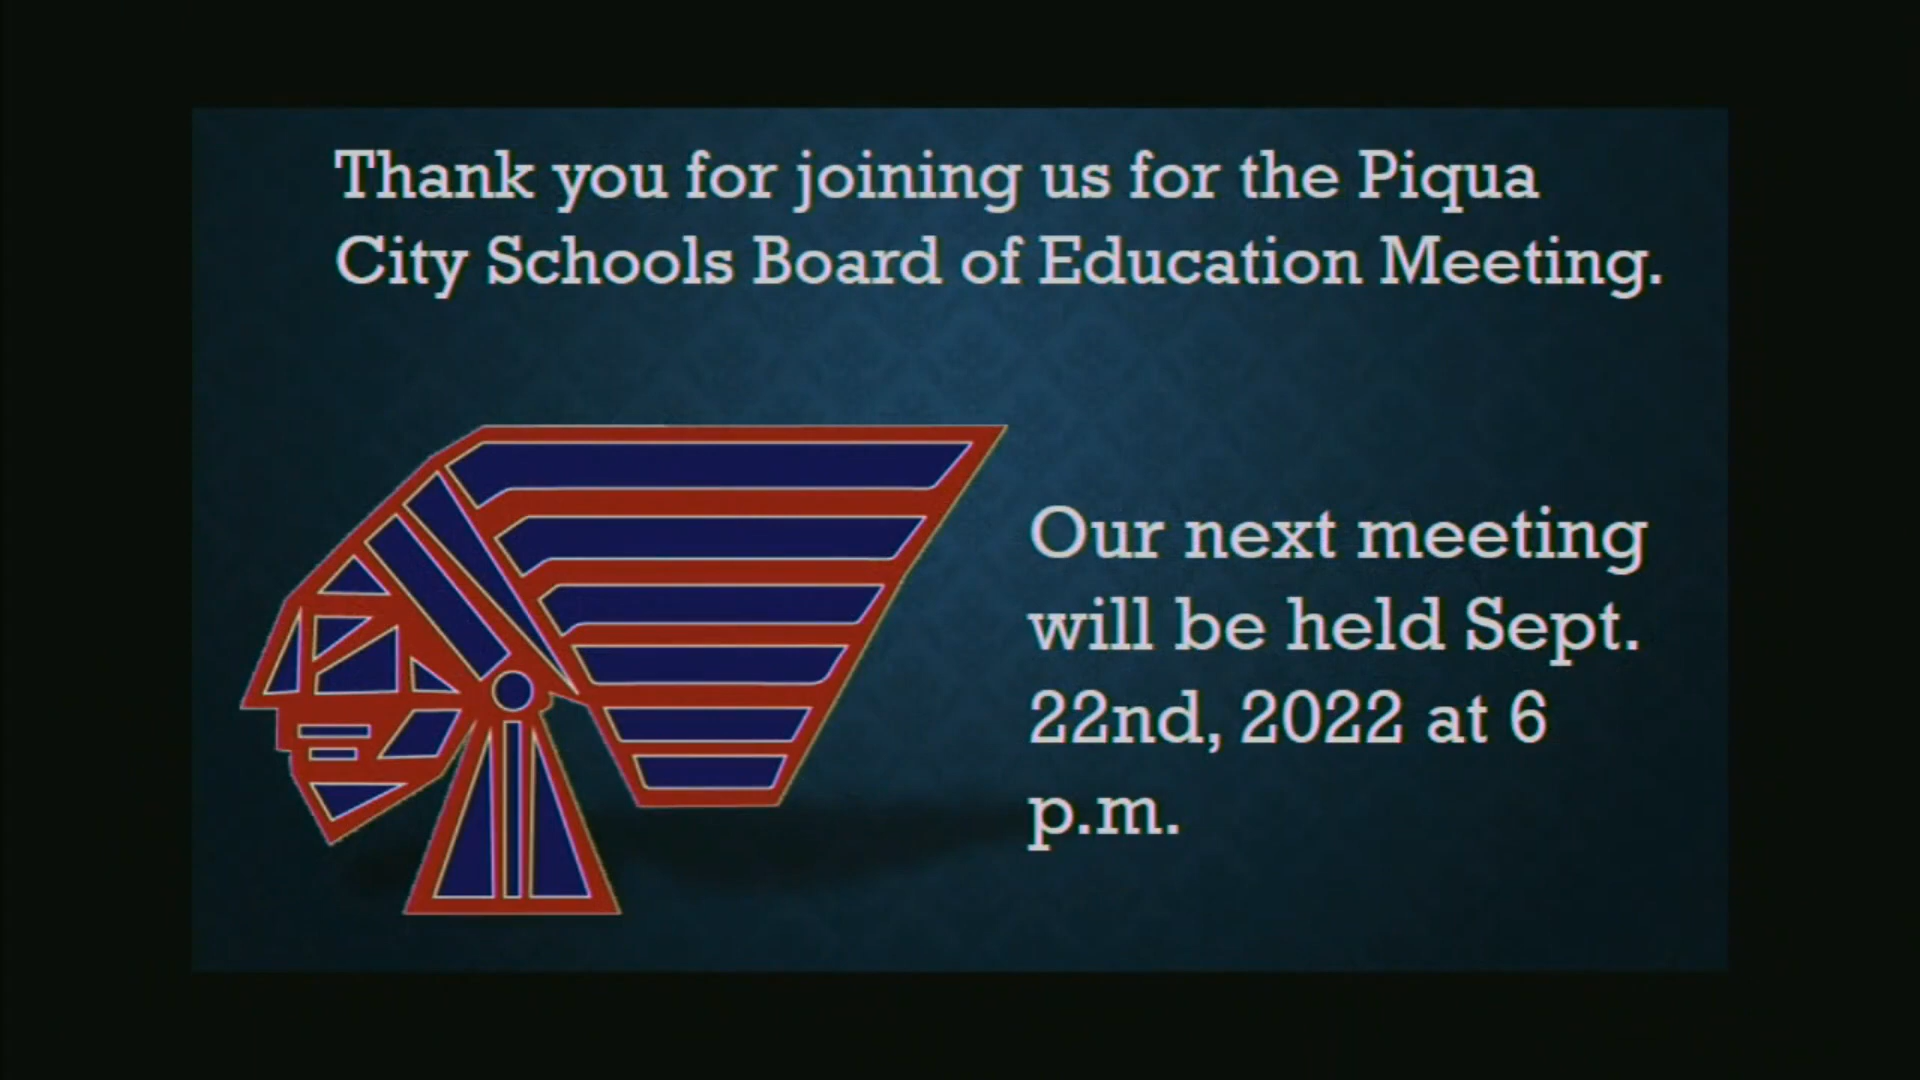 Thank you for joining us for the Piqua
City Schools Board of Education Meeting.
Our next meeting
will be held Sept.
22nd, 2022 at 6
p.m.